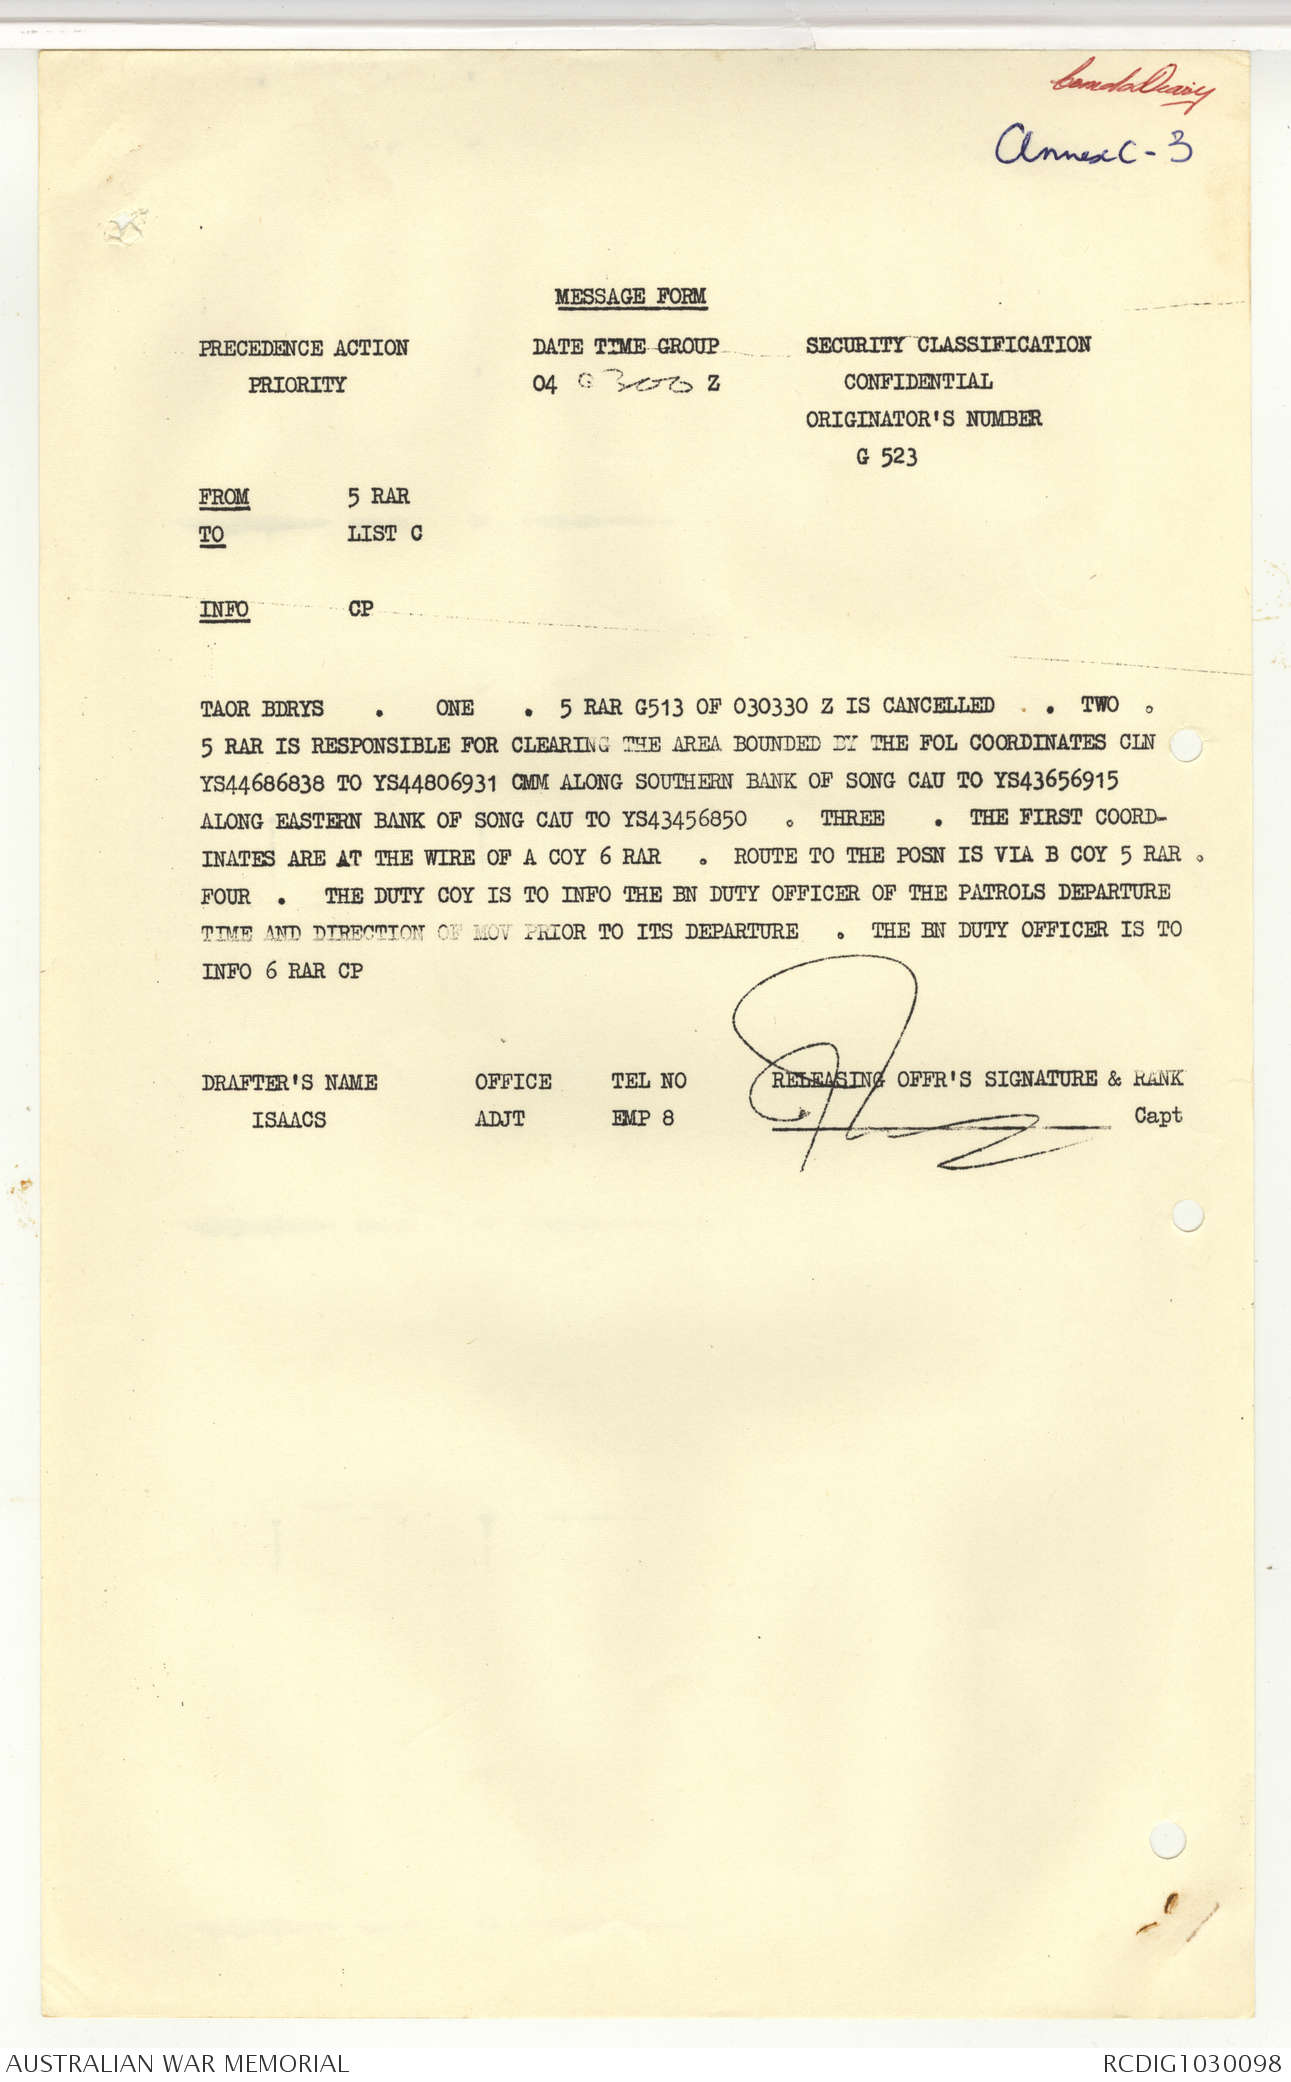 Comds Diary
Annex C-3
MESSAGE FORM
PRECEDENCE ACTION DATE TIME GROUP SECURITY CLASSIFICATION
PRIORITY 04 0300 Z CONFIDENTIAL
ORIGINATOR'S NUMBER
G 523
FROM 5 RAR
TO LIST C
INFO CP
TAOR BDRYS . ONE . 5 RAR G513 OF 030330 Z IS CANCELLED . . TWO .
5 RAR IS RESPONSIBLE FOR CLEARING THE AREA BOUNDED BY THE FOL COORDINATES CLN
YS44686838 TO YS44806931 CMM ALONG SOUTHERN BANK OF SONG CAU TO YS43656915
ALONG EASTERN BANK OF SONG CAU TO YS43456850 . THREE . THE FIRST COORD-
INATES ARE AT THE WIRE OF A COY 6 RAR . ROUTE TO THE POSN IS VIA B COY 5 RAR .
FOUR . THE DUTY COY IS TO INFO THE BN DUTY OFFICER OF THE PATROLS DEPARTURE
TIME AND DIRECTION OF MOV PRIOR TO ITS DEPARTURE . THE BN DUTY OFFICER IS TO
INFO 6 RAR CP
DRAFTER'S NAME OFFICE TEL NO RELEASING OFFR'S SIGNATURE & RANK
ISAACS ADJT EMP 8 Capt
AUSTRALIAN WAR MEMORIAL RCDIG1030098